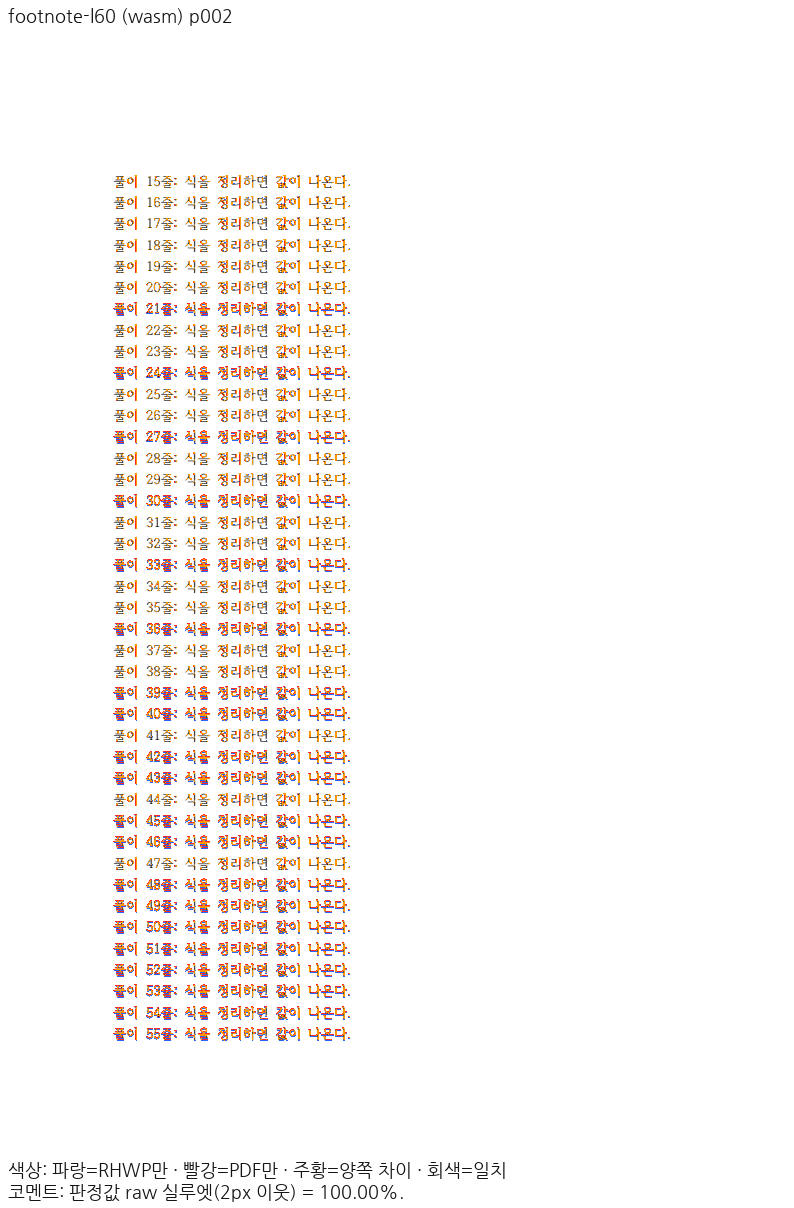 footnote-l60 (wasm) p002
풀이 15줄: 식을 정리하면 값이 나온다.
풀이 16줄: 식을 정리하면 값이 나온다.
풀이 17줄: 식을 정리하면 값이 나온다.
풀이 18줄: 식을 정리하면 값이 나온다.
풀이 19줄: 식을 정리하면 값이 나온다.
풀이 20줄: 식을 정리하면 값이 나온다.
풀이 21줄: 식을 정리하면 값이 나온다.
풀이 22줄: 식을 정리하면 값이 나온다.
풀이 23줄: 식을 정리하면 값이 나온다.
풀이 24줄: 식을 정리하면 값이 나온다.
풀이 25줄: 식을 정리하면 값이 나온다.
풀이 26줄: 식을 정리하면 값이 나온다.
풀이 27줄: 식을 정리하면 값이 나온다.
풀이 28줄: 식을 정리하면 값이 나온다.
풀이 29줄: 식을 정리하면 값이 나온다.
풀이 30줄: 식을 정리하면 값이 나온다.
풀이 31줄: 식을 정리하면 값이 나온다.
풀이 32줄: 식을 정리하면 값이 나온다.
풀이 33줄: 식을 정리하면 값이 나온다.
풀이 34줄: 식을 정리하면 값이 나온다.
풀이 35줄: 식을 정리하면 값이 나온다.
풀이 36줄: 식을 정리하면 값이 나온다.
풀이 37줄: 식을 정리하면 값이 나온다.
풀이 38줄: 식을 정리하면 값이 나온다.
풀이 39줄: 식을 정리하면 값이 나온다.
풀이 40줄: 식을 정리하면 값이 나온다.
풀이 41줄: 식을 정리하면 값이 나온다.
풀이 42줄: 식을 정리하면 값이 나온다.
풀이 43줄: 식을 정리하면 값이 나온다.
풀이 44줄: 식을 정리하면 값이 나온다.
풀이 45줄: 식을 정리하면 값이 나온다.
풀이 46줄: 식을 정리하면 값이 나온다.
풀이 47줄: 식을 정리하면 값이 나온다.
풀이 48줄: 식을 정리하면 값이 나온다.
풀이 49줄: 식을 정리하면 값이 나온다.
풀이 50줄: 식을 정리하면 값이 나온다.
풀이 51줄: 식을 정리하면 값이 나온다.
풀이 52줄: 식을 정리하면 값이 나온다.
풀이 53줄: 식을 정리하면 값이 나온다.
풀이 54줄: 식을 정리하면 값이 나온다.
풀이 55줄: 식을 정리하면 값이 나온다.
색상: 파랑=RHWP만 · 빨강=PDF만 · 주황=양쪽 차이 · 회색=일치
코멘트: 판정값 raw 실루엣(2px 이웃) = 100.00%.